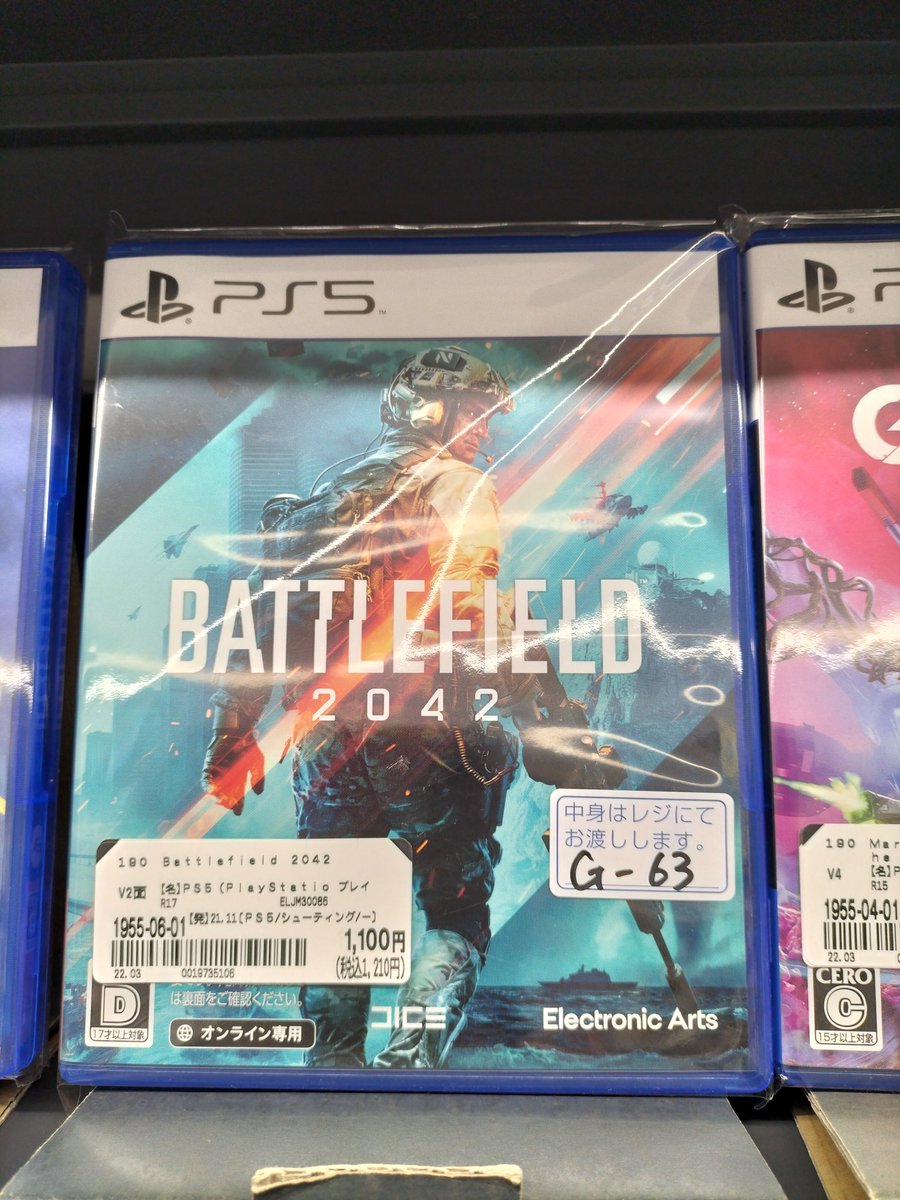 PS5
BATTLEFIELD
2042
中身はレジにて
お渡しします。
G-63
190 Battlefield 2042
V2面 【名】PS5 (PlayStatio プレイ
R17 ELJM30086
1955-06-01 【発】21.11〔PS5/シューティング/ー〕
1,100円
22.03 0019735106 (税込1,210円)
は裏面をご確認ください。
D
17才以上対象
オンライン専用
DICE
Electronic Arts
190 Mar
V4 【名】P
R15
1955-04-01
22.03
CERO
C
15才以上対象